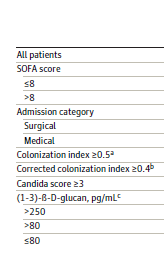 All patients
SOFA score
≤8
>8
Admission category
Surgical
Medical
Colonization index ≥0.5a
Corrected colonization index ≥0.4b
Candida score ≥3
(1-3)-ß-D-glucan, pg/mLc
>250
>80
≤80